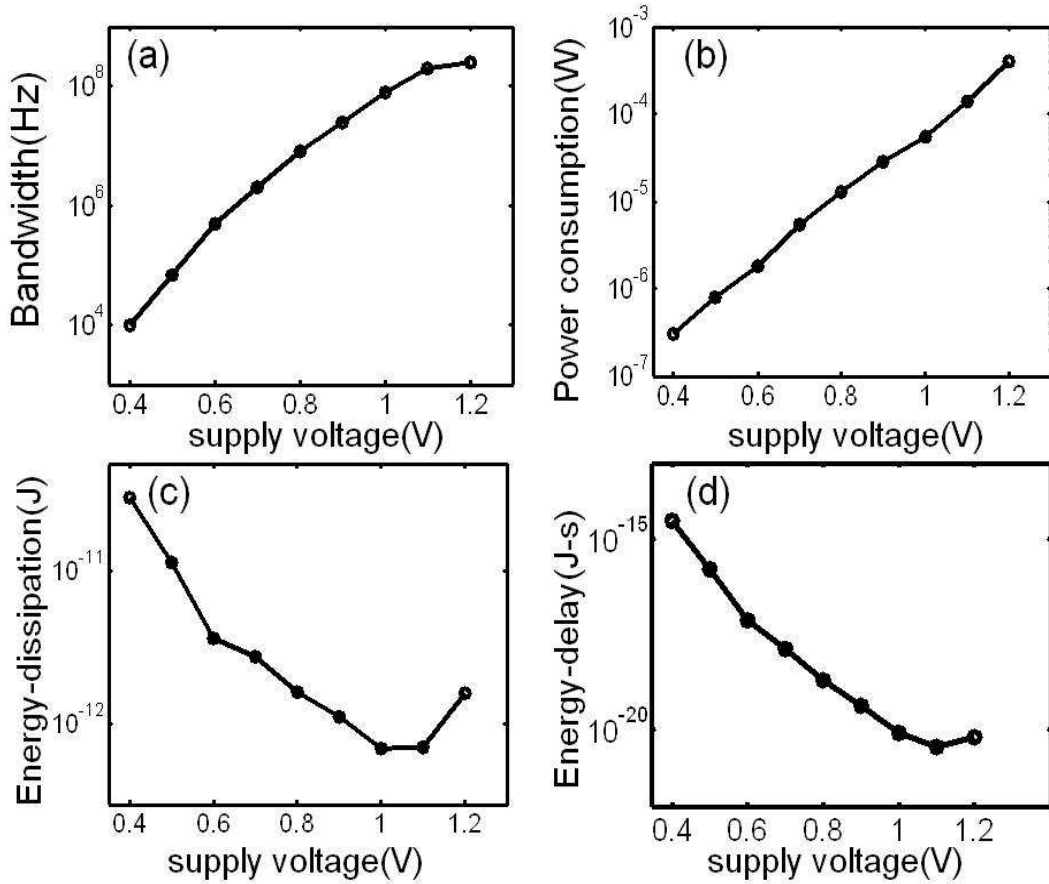 (a)
Bandwidth(Hz)
10^8
10^6
10^4
0.4 0.6 0.8 1 1.2
supply voltage(V)
(b)
Power consumption(W)
10^-3
10^-4
10^-5
10^-6
10^-7
0.4 0.6 0.8 1 1.2
supply voltage(V)
(c)
Energy-dissipation(J)
10^-11
10^-12
0.4 0.6 0.8 1 1.2
supply voltage(V)
(d)
Energy-delay(J-s)
10^-15
10^-20
0.4 0.6 0.8 1 1.2
supply voltage(V)